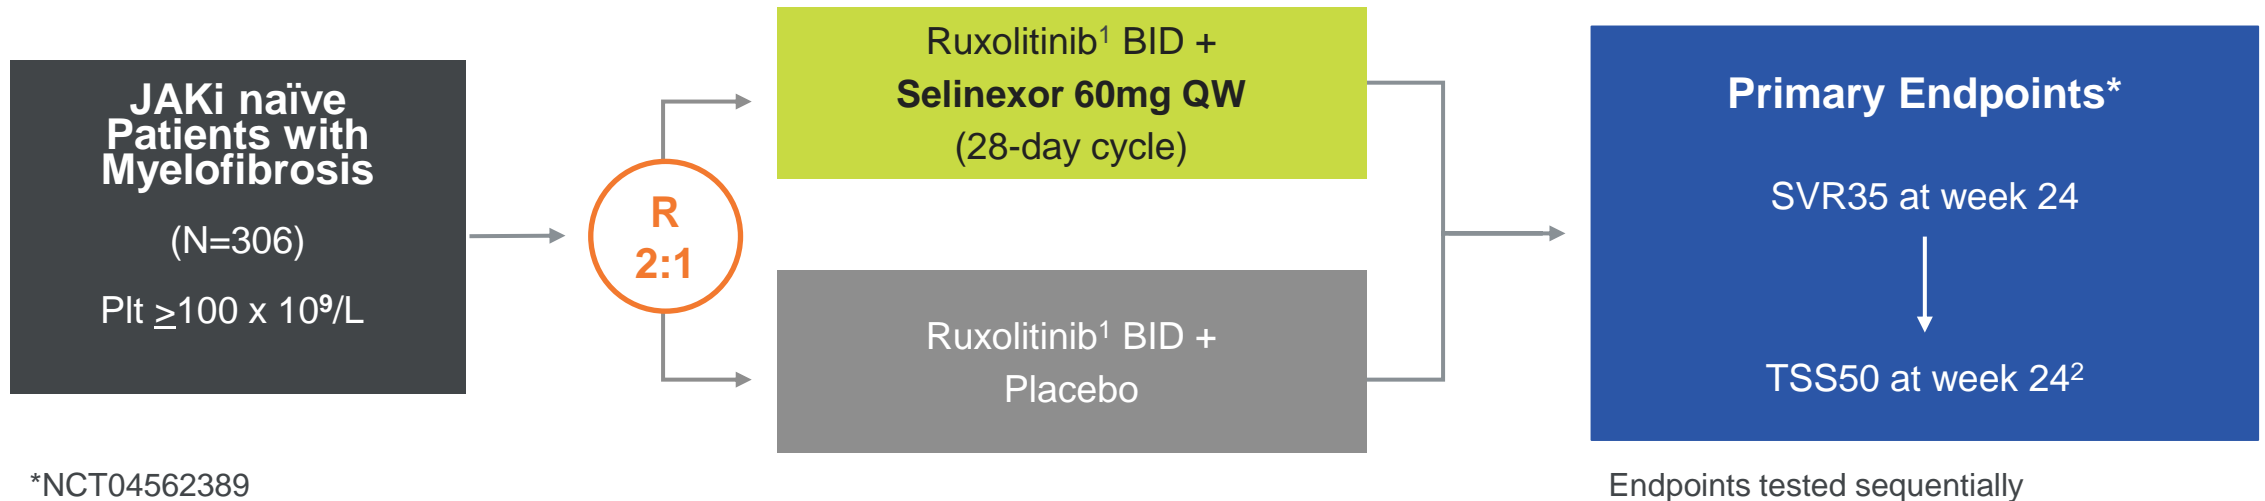 JAKi naïve
Patients with
Myelofibrosis
(N=306)
Plt ≥100 x 10⁹/L
R
2:1
Ruxolitinib¹ BID +
Selinexor 60mg QW
(28-day cycle)
Ruxolitinib¹ BID +
Placebo
Primary Endpoints*
SVR35 at week 24
TSS50 at week 24²
*NCT04562389
Endpoints tested sequentially